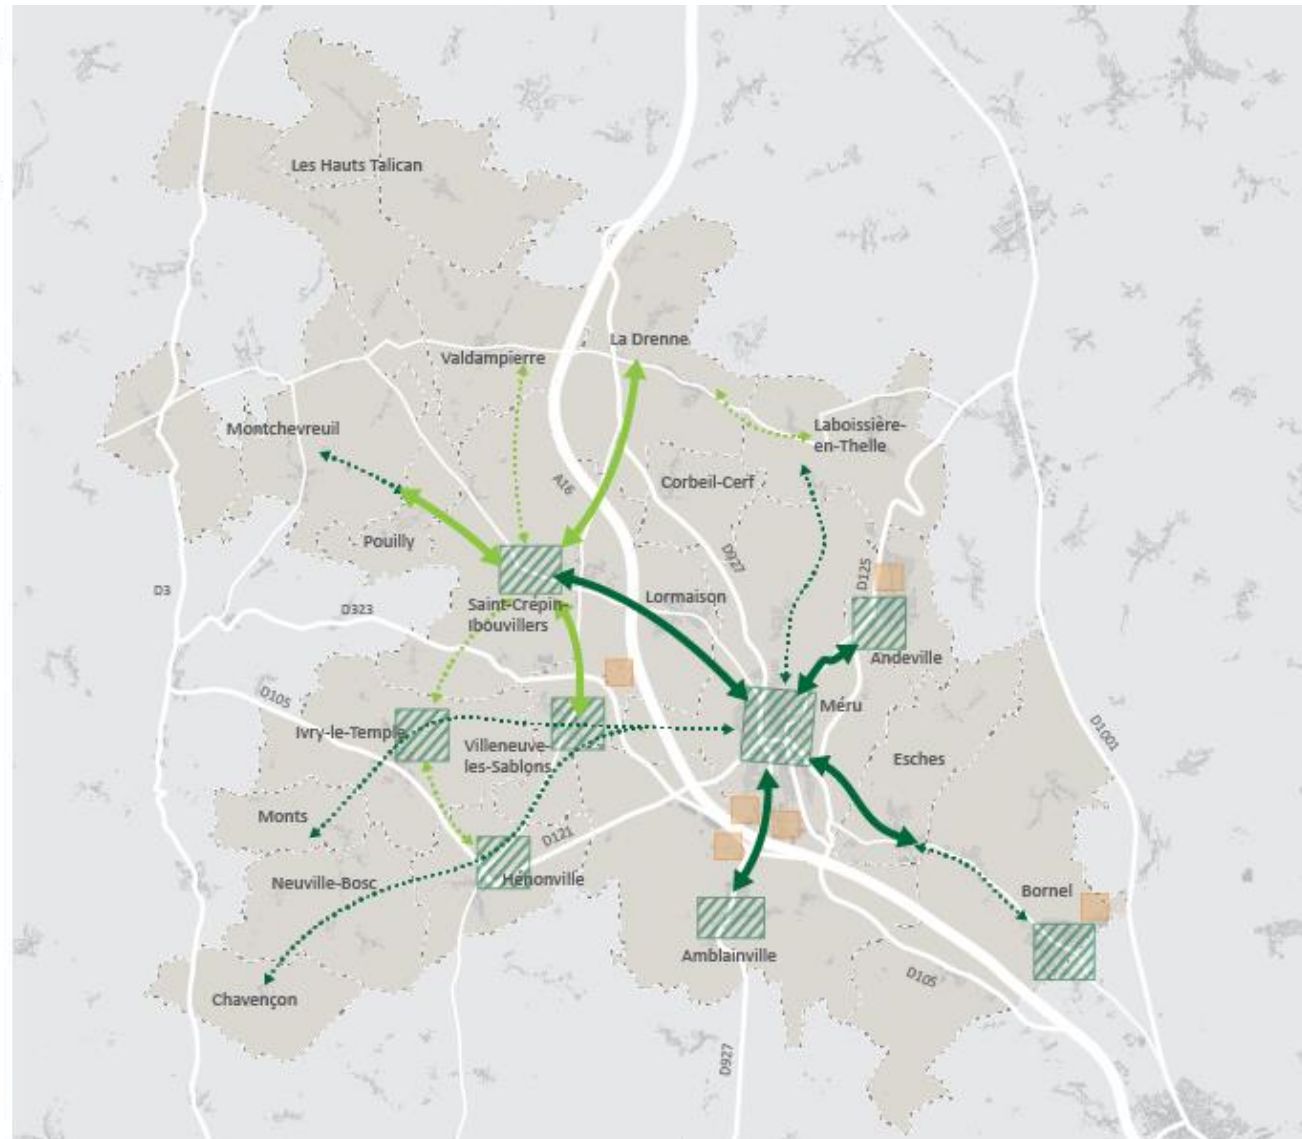 Les Hauts Talican
La Drenne
Valdampierre
Montchevreuil
Laboissière-
en-Thelle
Corbeil-Cerf
A16
Pouilly
D927
D125
D3
D323
Saint-Crépin-
Ibouvillers
Lormaison
Andeville
D105
Méru
Ivry-le-Temple
Villeneuve-
les-Sablons
D1001
Esches
Monts
D121
Neuville-Bosc
Hénonville
Bornel
Amblainville
D105
Chavençon
D927